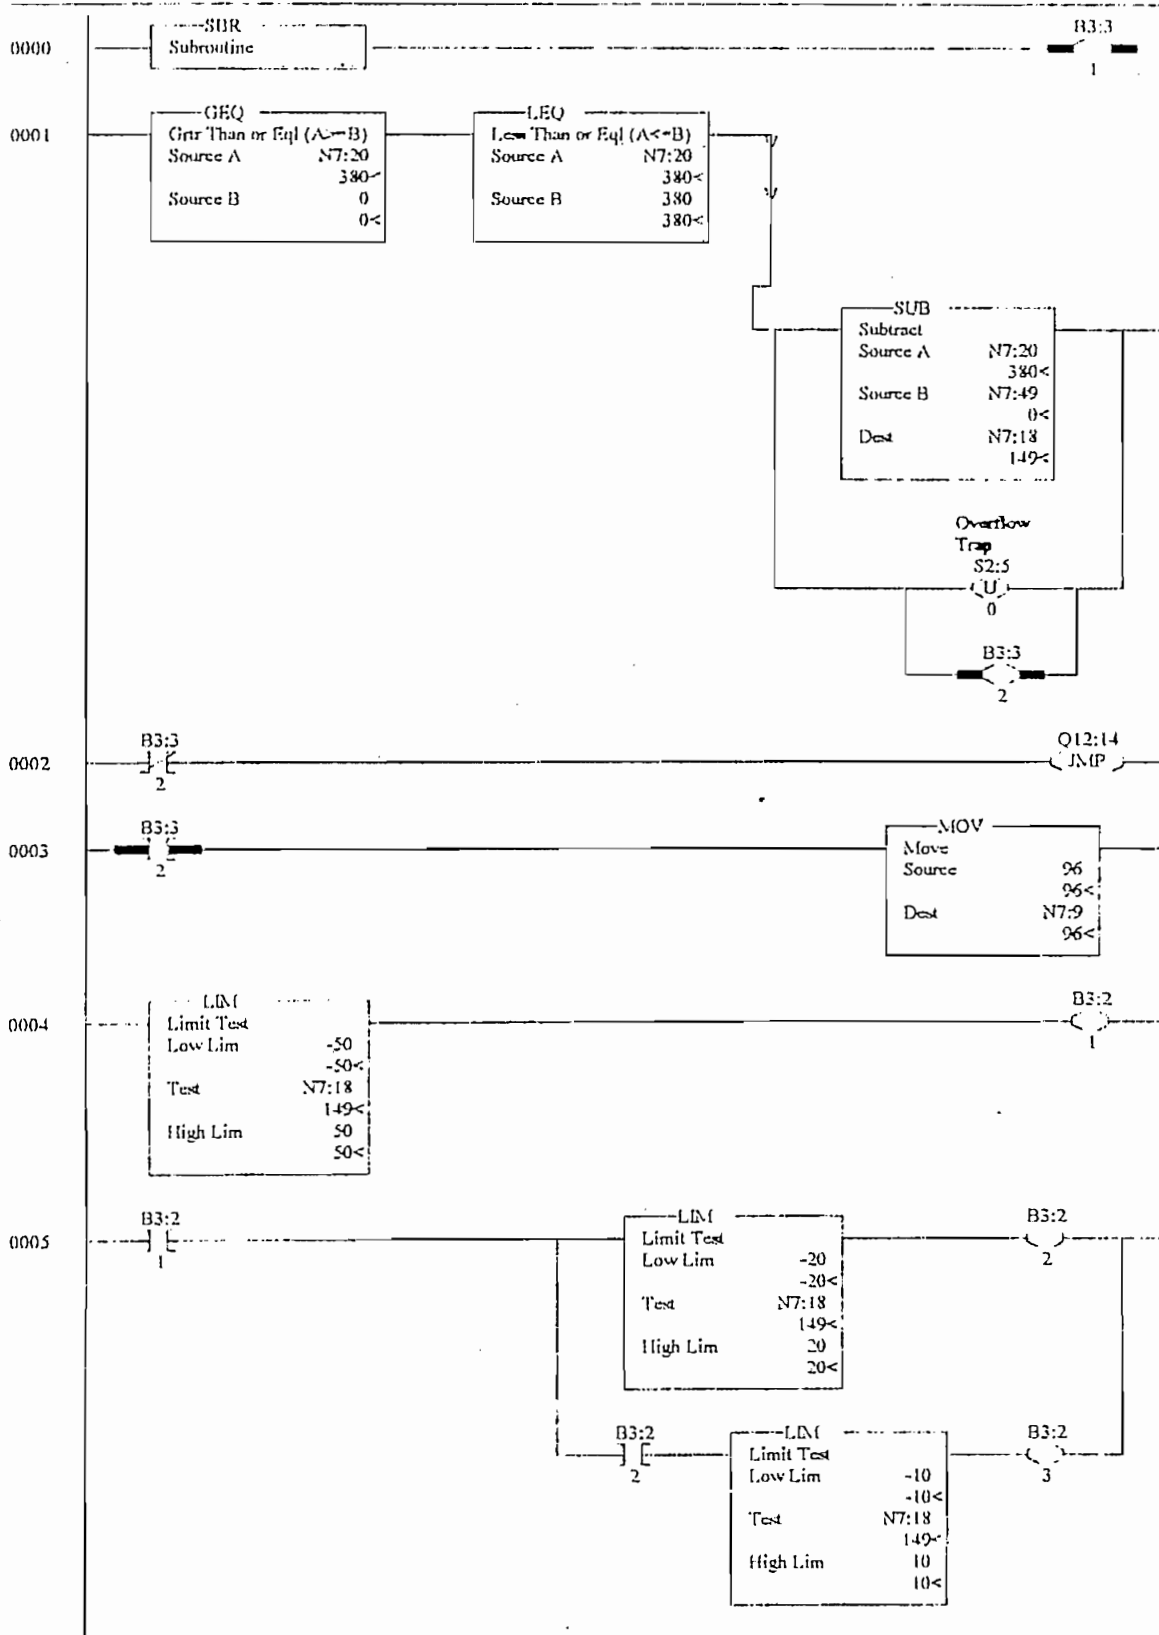 B3:3
SBR
0000
Subroutine
1
GEQ
LEQ
0001
Grtr Than or Eql (A>=B)
Less Than or Eql (A<=B)
Source A N7:20
Source A N7:20
380<
380<
Source B 0
Source B 380
0<
380<
SUB
Subtract
Source A N7:20
380<
Source B N7:49
0<
Dest N7:18
149<
Overflow
Trap
S2:5
U
0
B3:3
2
B3:3
Q12:14
0002
JMP
2
B3:3
MOV
0003
Move
2
Source 96
96<
Dest N7:9
96<
LIM
B3:2
0004
Limit Test
1
Low Lim -50
-50<
Test N7:18
149<
High Lim 50
50<
B3:2
LIM
B3:2
0005
Limit Test
1
Low Lim -20
2
-20<
Test N7:18
149<
High Lim 20
20<
B3:2
LIM
B3:2
Limit Test
2
Low Lim -10
3
-10<
Test N7:18
149<
High Lim 10
10<